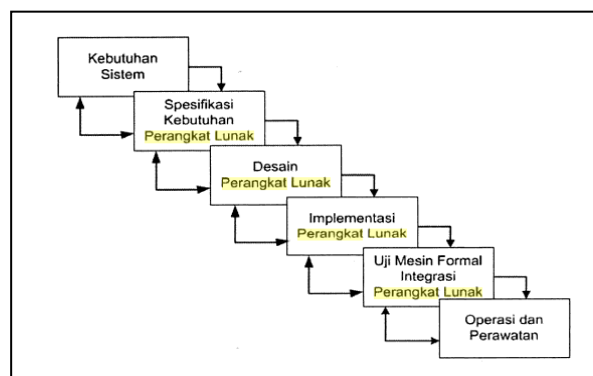 Kebutuhan
Sistem
Spesifikasi
Kebutuhan
Perangkat Lunak
Desain
Perangkat Lunak
Implementasi
Perangkat Lunak
Uji Mesin Formal
Integrasi
Perangkat Lunak
Operasi dan
Perawatan